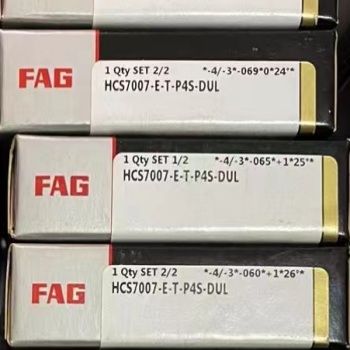 FAG
1 Qty SET 2/2 *-4/-3*-069*0*24°*
HCS7007-E-T-P4S-DUL
FAG
1 Qty SET 1/2 *-4/-3*-065*+1*25°*
HCS7007-E-T-P4S-DUL
FAG
1 Qty SET 2/2 *-4/-3*-060*+1*26°*
HCS7007-E-T-P4S-DUL